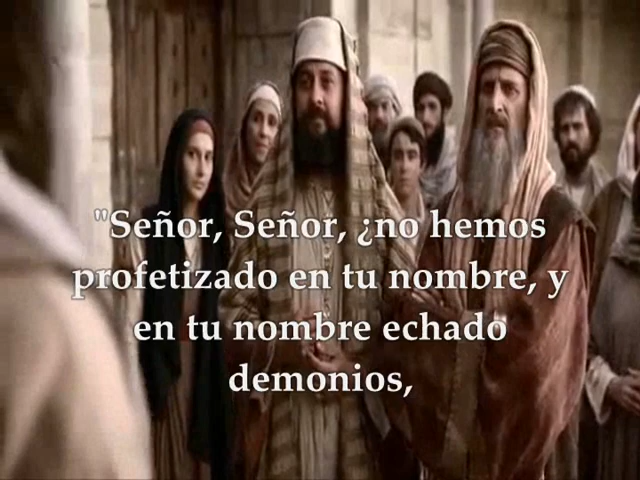 "Señor, Señor, ¿no hemos
profetizado en tu nombre, y
en tu nombre echado
demonios,